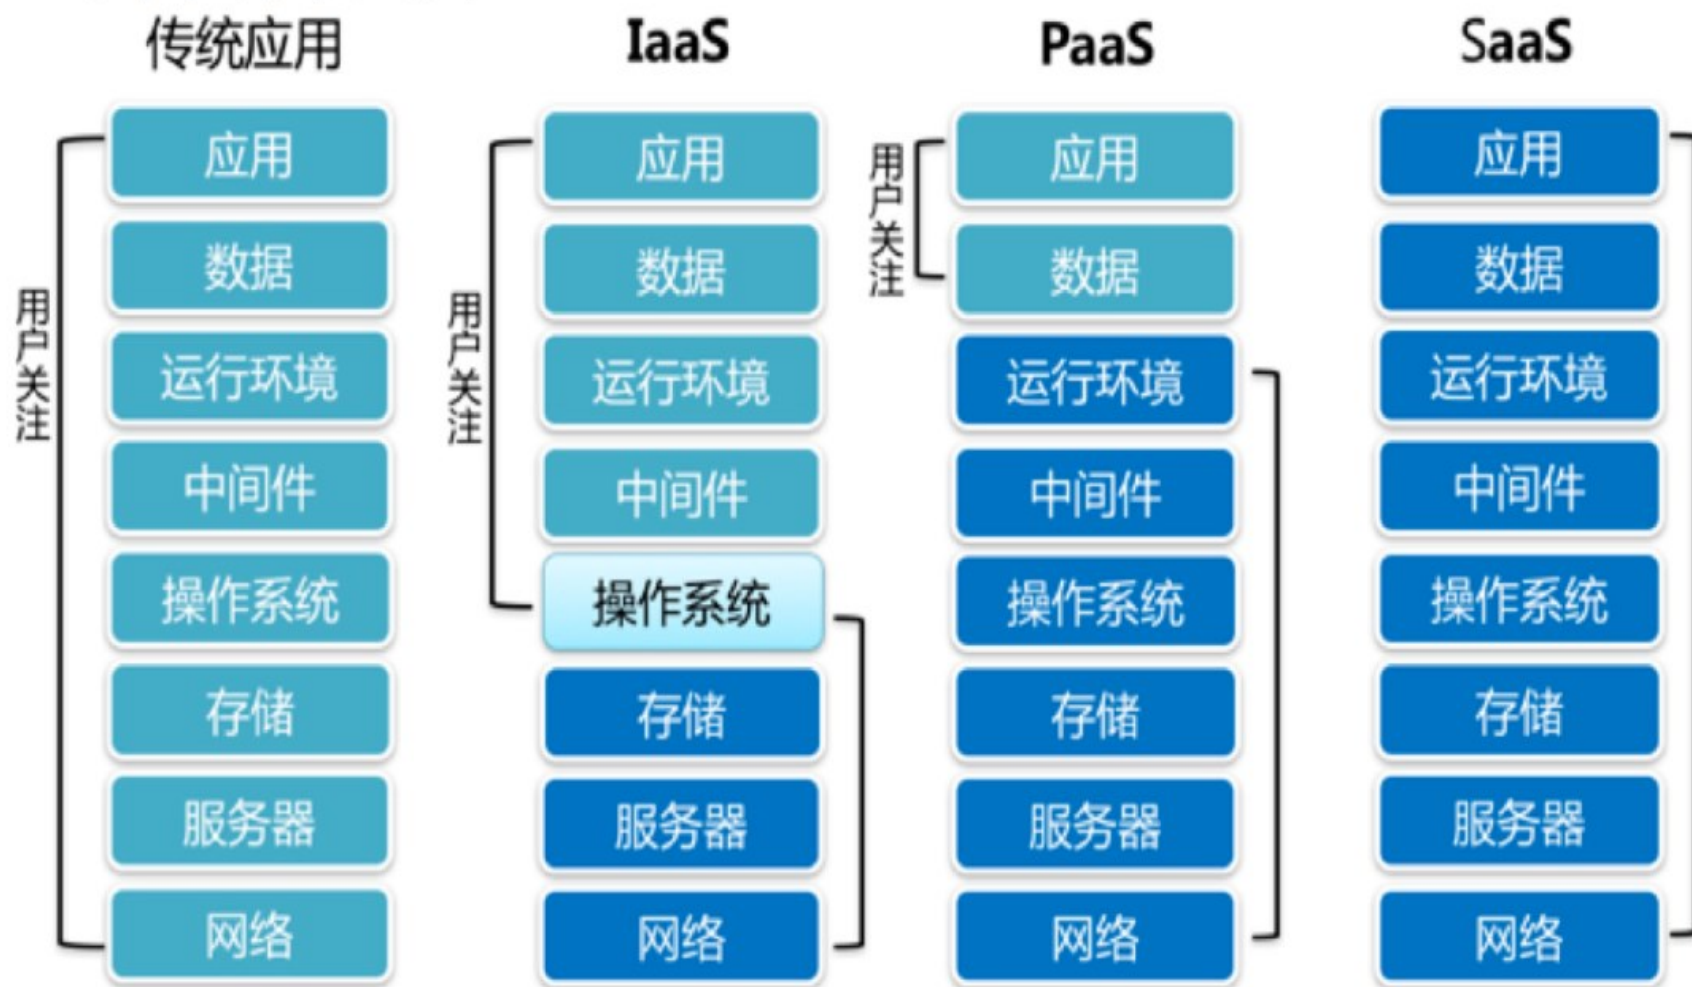 传统应用
IaaS
PaaS
SaaS
用户关注
应用
数据
运行环境
中间件
操作系统
存储
服务器
网络
用户关注
应用
数据
运行环境
中间件
操作系统
存储
服务器
网络
用户关注
应用
数据
运行环境
中间件
操作系统
存储
服务器
网络
应用
数据
运行环境
中间件
操作系统
存储
服务器
网络